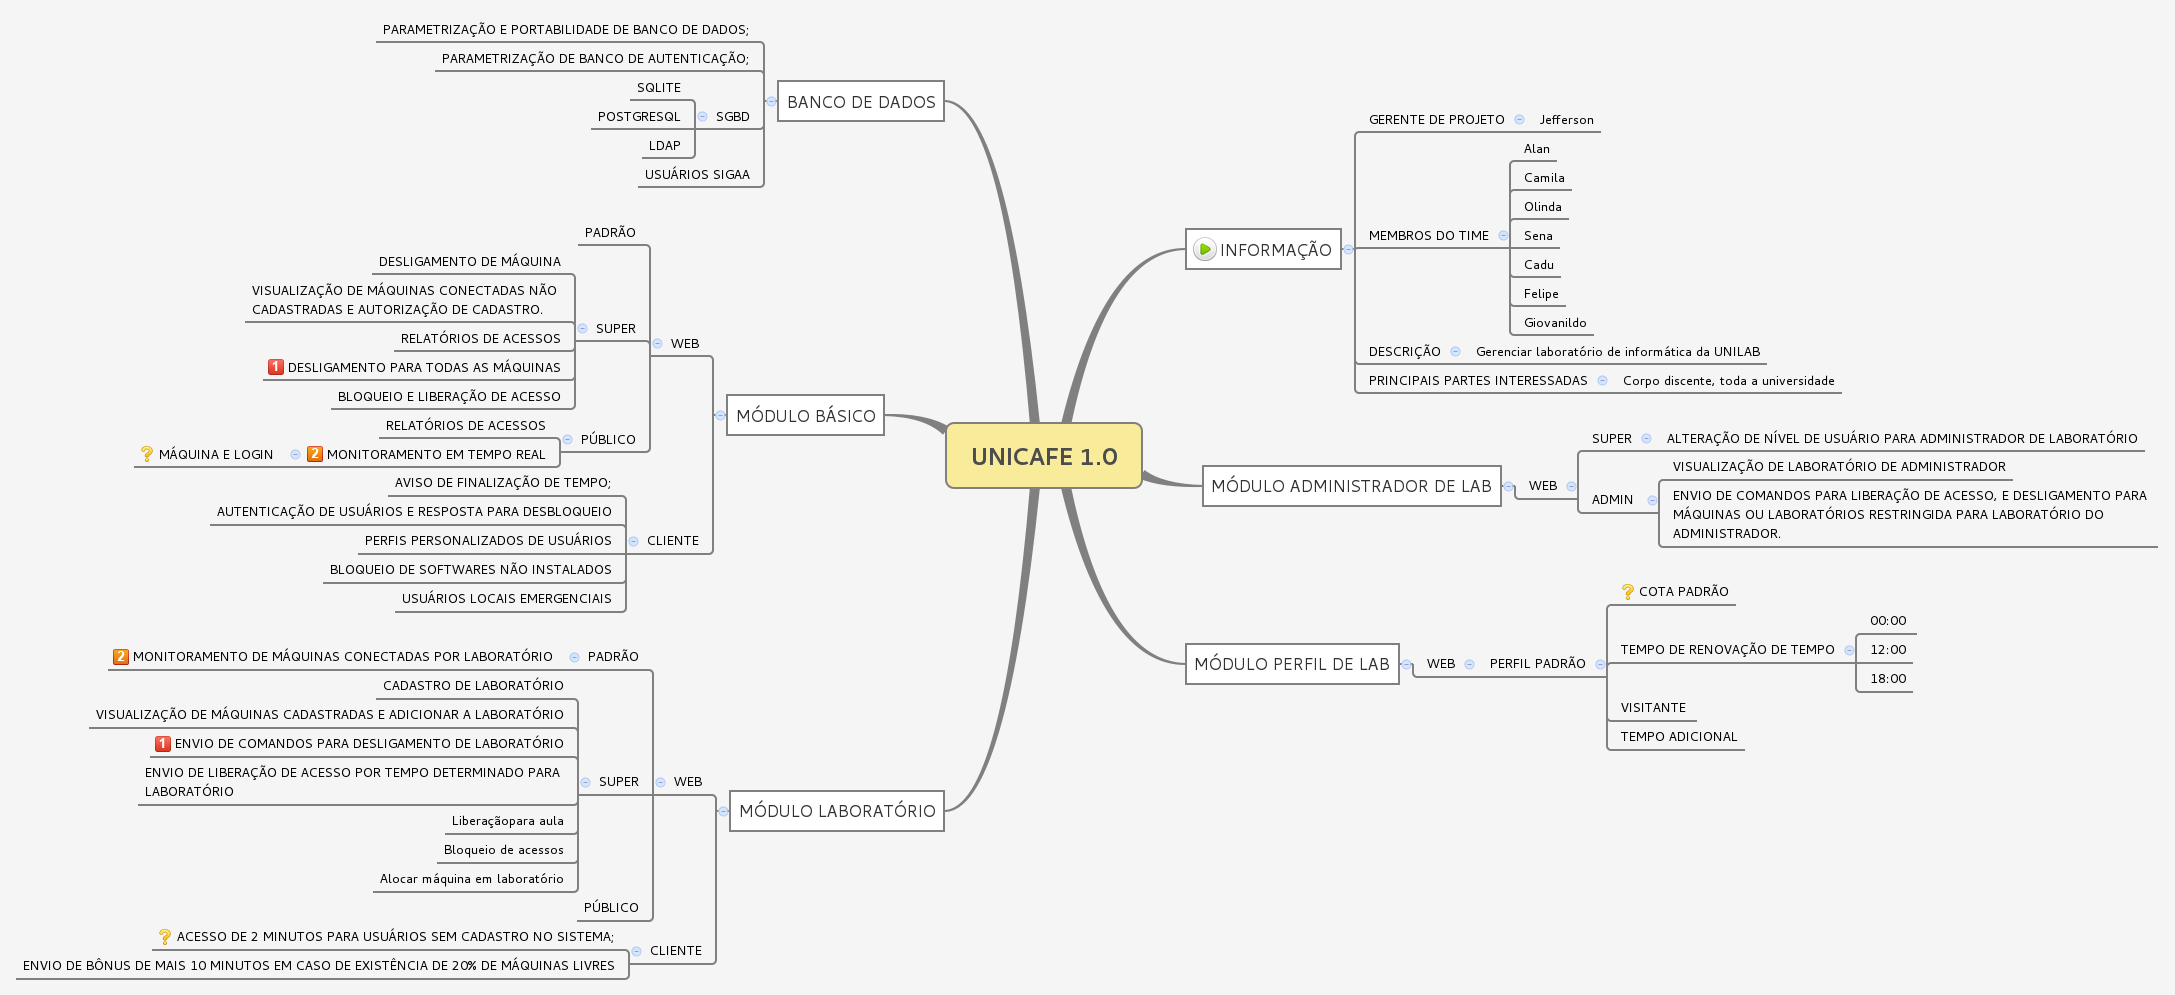 UNICAFE 1.0
BANCO DE DADOS
PARAMETRIZAÇÃO E PORTABILIDADE DE BANCO DE DADOS;
PARAMETRIZAÇÃO DE BANCO DE AUTENTICAÇÃO;
SGBD
SQLITE
POSTGRESQL
LDAP
USUÁRIOS SIGAA
MÓDULO BÁSICO
WEB
PADRÃO
SUPER
DESLIGAMENTO DE MÁQUINA
VISUALIZAÇÃO DE MÁQUINAS CONECTADAS NÃO
CADASTRADAS E AUTORIZAÇÃO DE CADASTRO.
RELATÓRIOS DE ACESSOS
1 DESLIGAMENTO PARA TODAS AS MÁQUINAS
BLOQUEIO E LIBERAÇÃO DE ACESSO
PÚBLICO
RELATÓRIOS DE ACESSOS
2 MONITORAMENTO EM TEMPO REAL
? MÁQUINA E LOGIN
CLIENTE
AVISO DE FINALIZAÇÃO DE TEMPO;
AUTENTICAÇÃO DE USUÁRIOS E RESPOSTA PARA DESBLOQUEIO
PERFIS PERSONALIZADOS DE USUÁRIOS
BLOQUEIO DE SOFTWARES NÃO INSTALADOS
USUÁRIOS LOCAIS EMERGENCIAIS
MÓDULO LABORATÓRIO
WEB
PADRÃO
2 MONITORAMENTO DE MÁQUINAS CONECTADAS POR LABORATÓRIO
SUPER
CADASTRO DE LABORATÓRIO
VISUALIZAÇÃO DE MÁQUINAS CADASTRADAS E ADICIONAR A LABORATÓRIO
1 ENVIO DE COMANDOS PARA DESLIGAMENTO DE LABORATÓRIO
ENVIO DE LIBERAÇÃO DE ACESSO POR TEMPO DETERMINADO PARA
LABORATÓRIO
Liberaçãopara aula
Bloqueio de acessos
Alocar máquina em laboratório
PÚBLICO
CLIENTE
? ACESSO DE 2 MINUTOS PARA USUÁRIOS SEM CADASTRO NO SISTEMA;
ENVIO DE BÔNUS DE MAIS 10 MINUTOS EM CASO DE EXISTÊNCIA DE 20% DE MÁQUINAS LIVRES
INFORMAÇÃO
GERENTE DE PROJETO
Jefferson
MEMBROS DO TIME
Alan
Camila
Olinda
Sena
Cadu
Felipe
Giovanildo
DESCRIÇÃO
Gerenciar laboratório de informática da UNILAB
PRINCIPAIS PARTES INTERESSADAS
Corpo discente, toda a universidade
MÓDULO ADMINISTRADOR DE LAB
WEB
SUPER
ALTERAÇÃO DE NÍVEL DE USUÁRIO PARA ADMINISTRADOR DE LABORATÓRIO
ADMIN
VISUALIZAÇÃO DE LABORATÓRIO DE ADMINISTRADOR
ENVIO DE COMANDOS PARA LIBERAÇÃO DE ACESSO, E DESLIGAMENTO PARA
MÁQUINAS OU LABORATÓRIOS RESTRINGIDA PARA LABORATÓRIO DO
ADMINISTRADOR.
MÓDULO PERFIL DE LAB
WEB
PERFIL PADRÃO
? COTA PADRÃO
TEMPO DE RENOVAÇÃO DE TEMPO
00:00
12:00
18:00
VISITANTE
TEMPO ADICIONAL